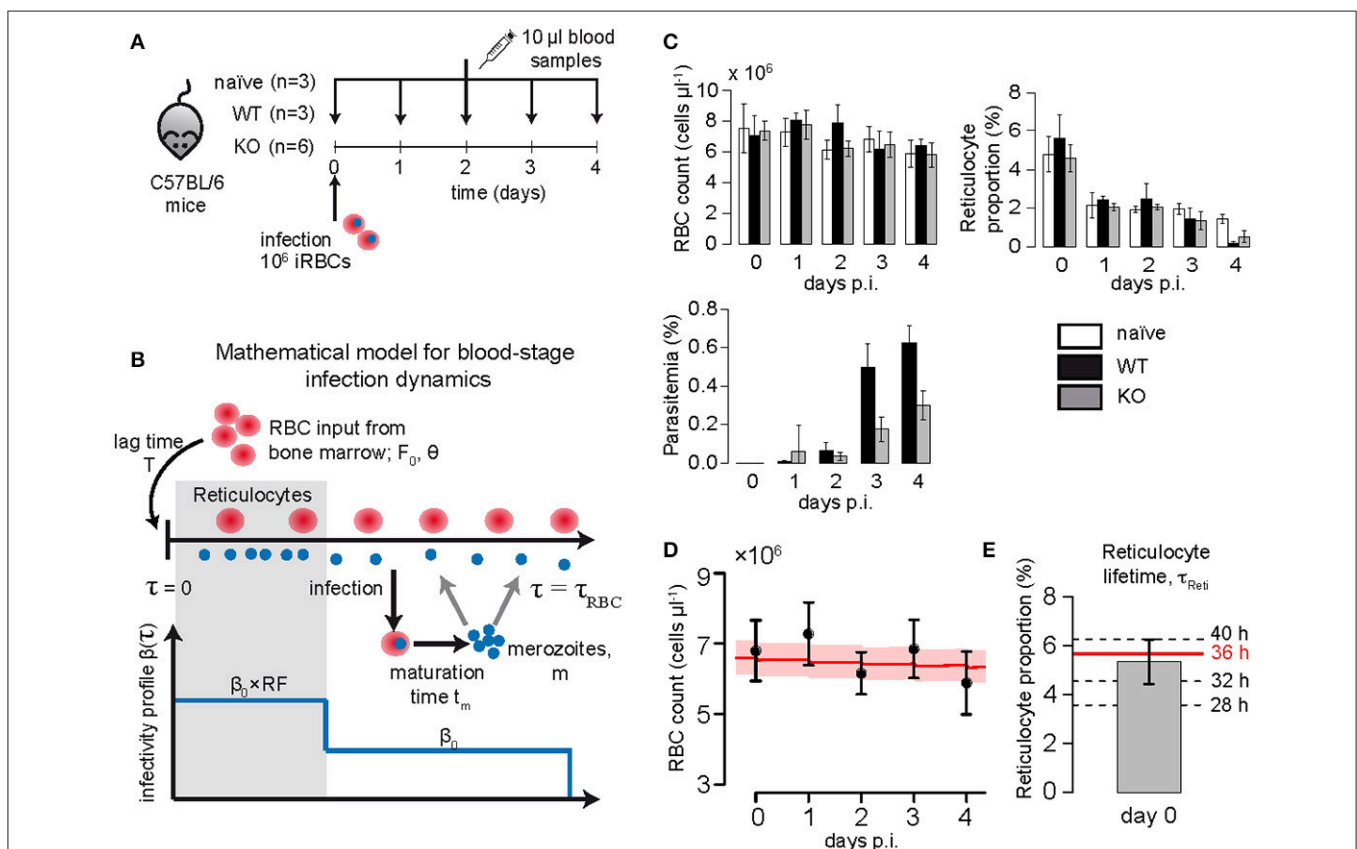 A
10 µl blood
samples
naïve (n=3)
WT (n=3)
KO (n=6)
0 1 2 3 4
time (days)
C57BL/6
mice
infection
10⁶ iRBCs
B
Mathematical model for blood-stage
infection dynamics
RBC input from
bone marrow; F₀, θ
lag time
T
Reticulocytes
τ = 0
infection
τ = τ_RBC
merozoites,
m
maturation
time t_m
infectivity profile β(τ)
β₀×RF
β₀
C
x 10⁶
RBC count (cells µl⁻¹)
10
8
6
4
2
0
0 1 2 3 4
days p.i.
Reticulocyte
proportion (%)
8
6
4
2
0
0 1 2 3 4
days p.i.
Parasitemia (%)
0.8
0.6
0.4
0.2
0.0
0 1 2 3 4
days p.i.
naïve
WT
KO
D
×10⁶
RBC count (cells µl⁻¹)
9
7
5
3
0 1 2 3 4
days p.i.
E
Reticulocyte
lifetime, τ_Reti
Reticulocyte proportion (%)
8
6
4
2
0
40 h
36 h
32 h
28 h
day 0